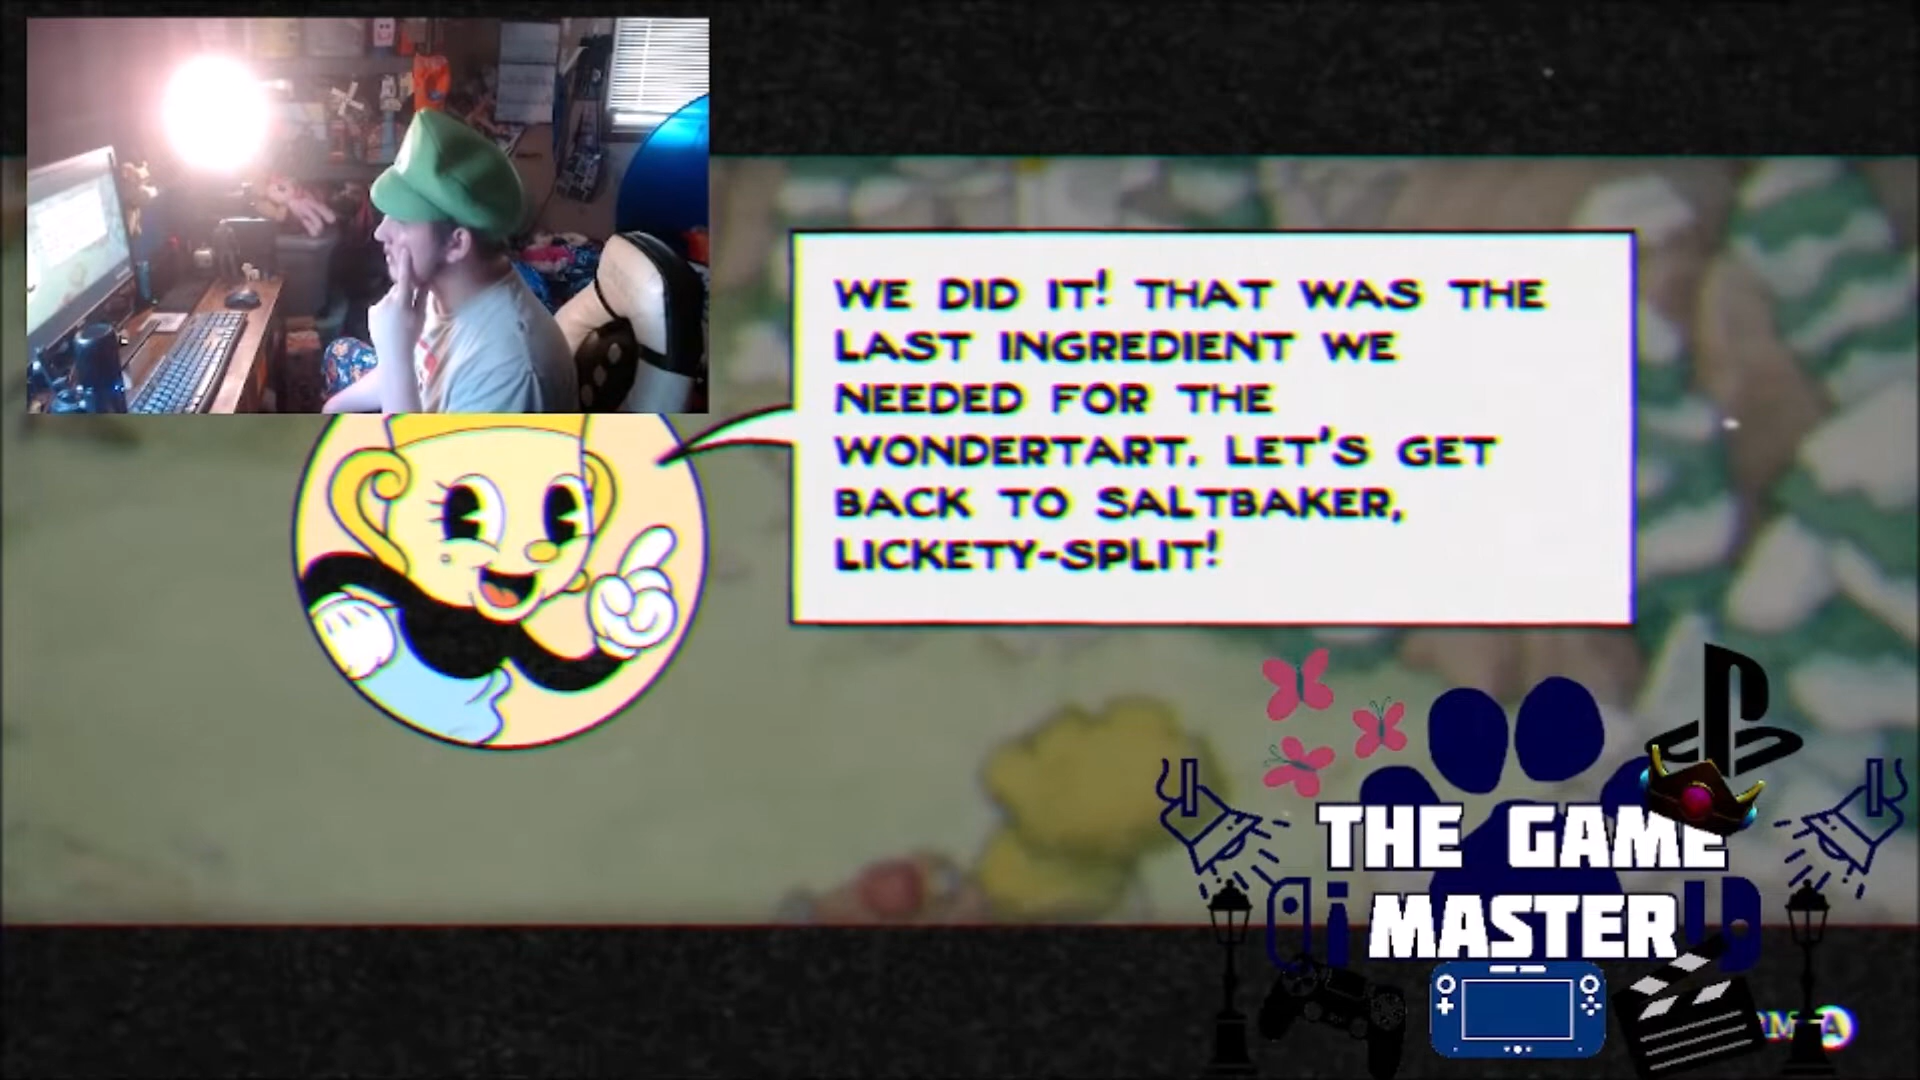 WE DID IT! THAT WAS THE
LAST INGREDIENT WE
NEEDED FOR THE
WONDERTART. LET'S GET
BACK TO SALTBAKER,
LICKETY-SPLIT!
THE GAME
MASTER
A